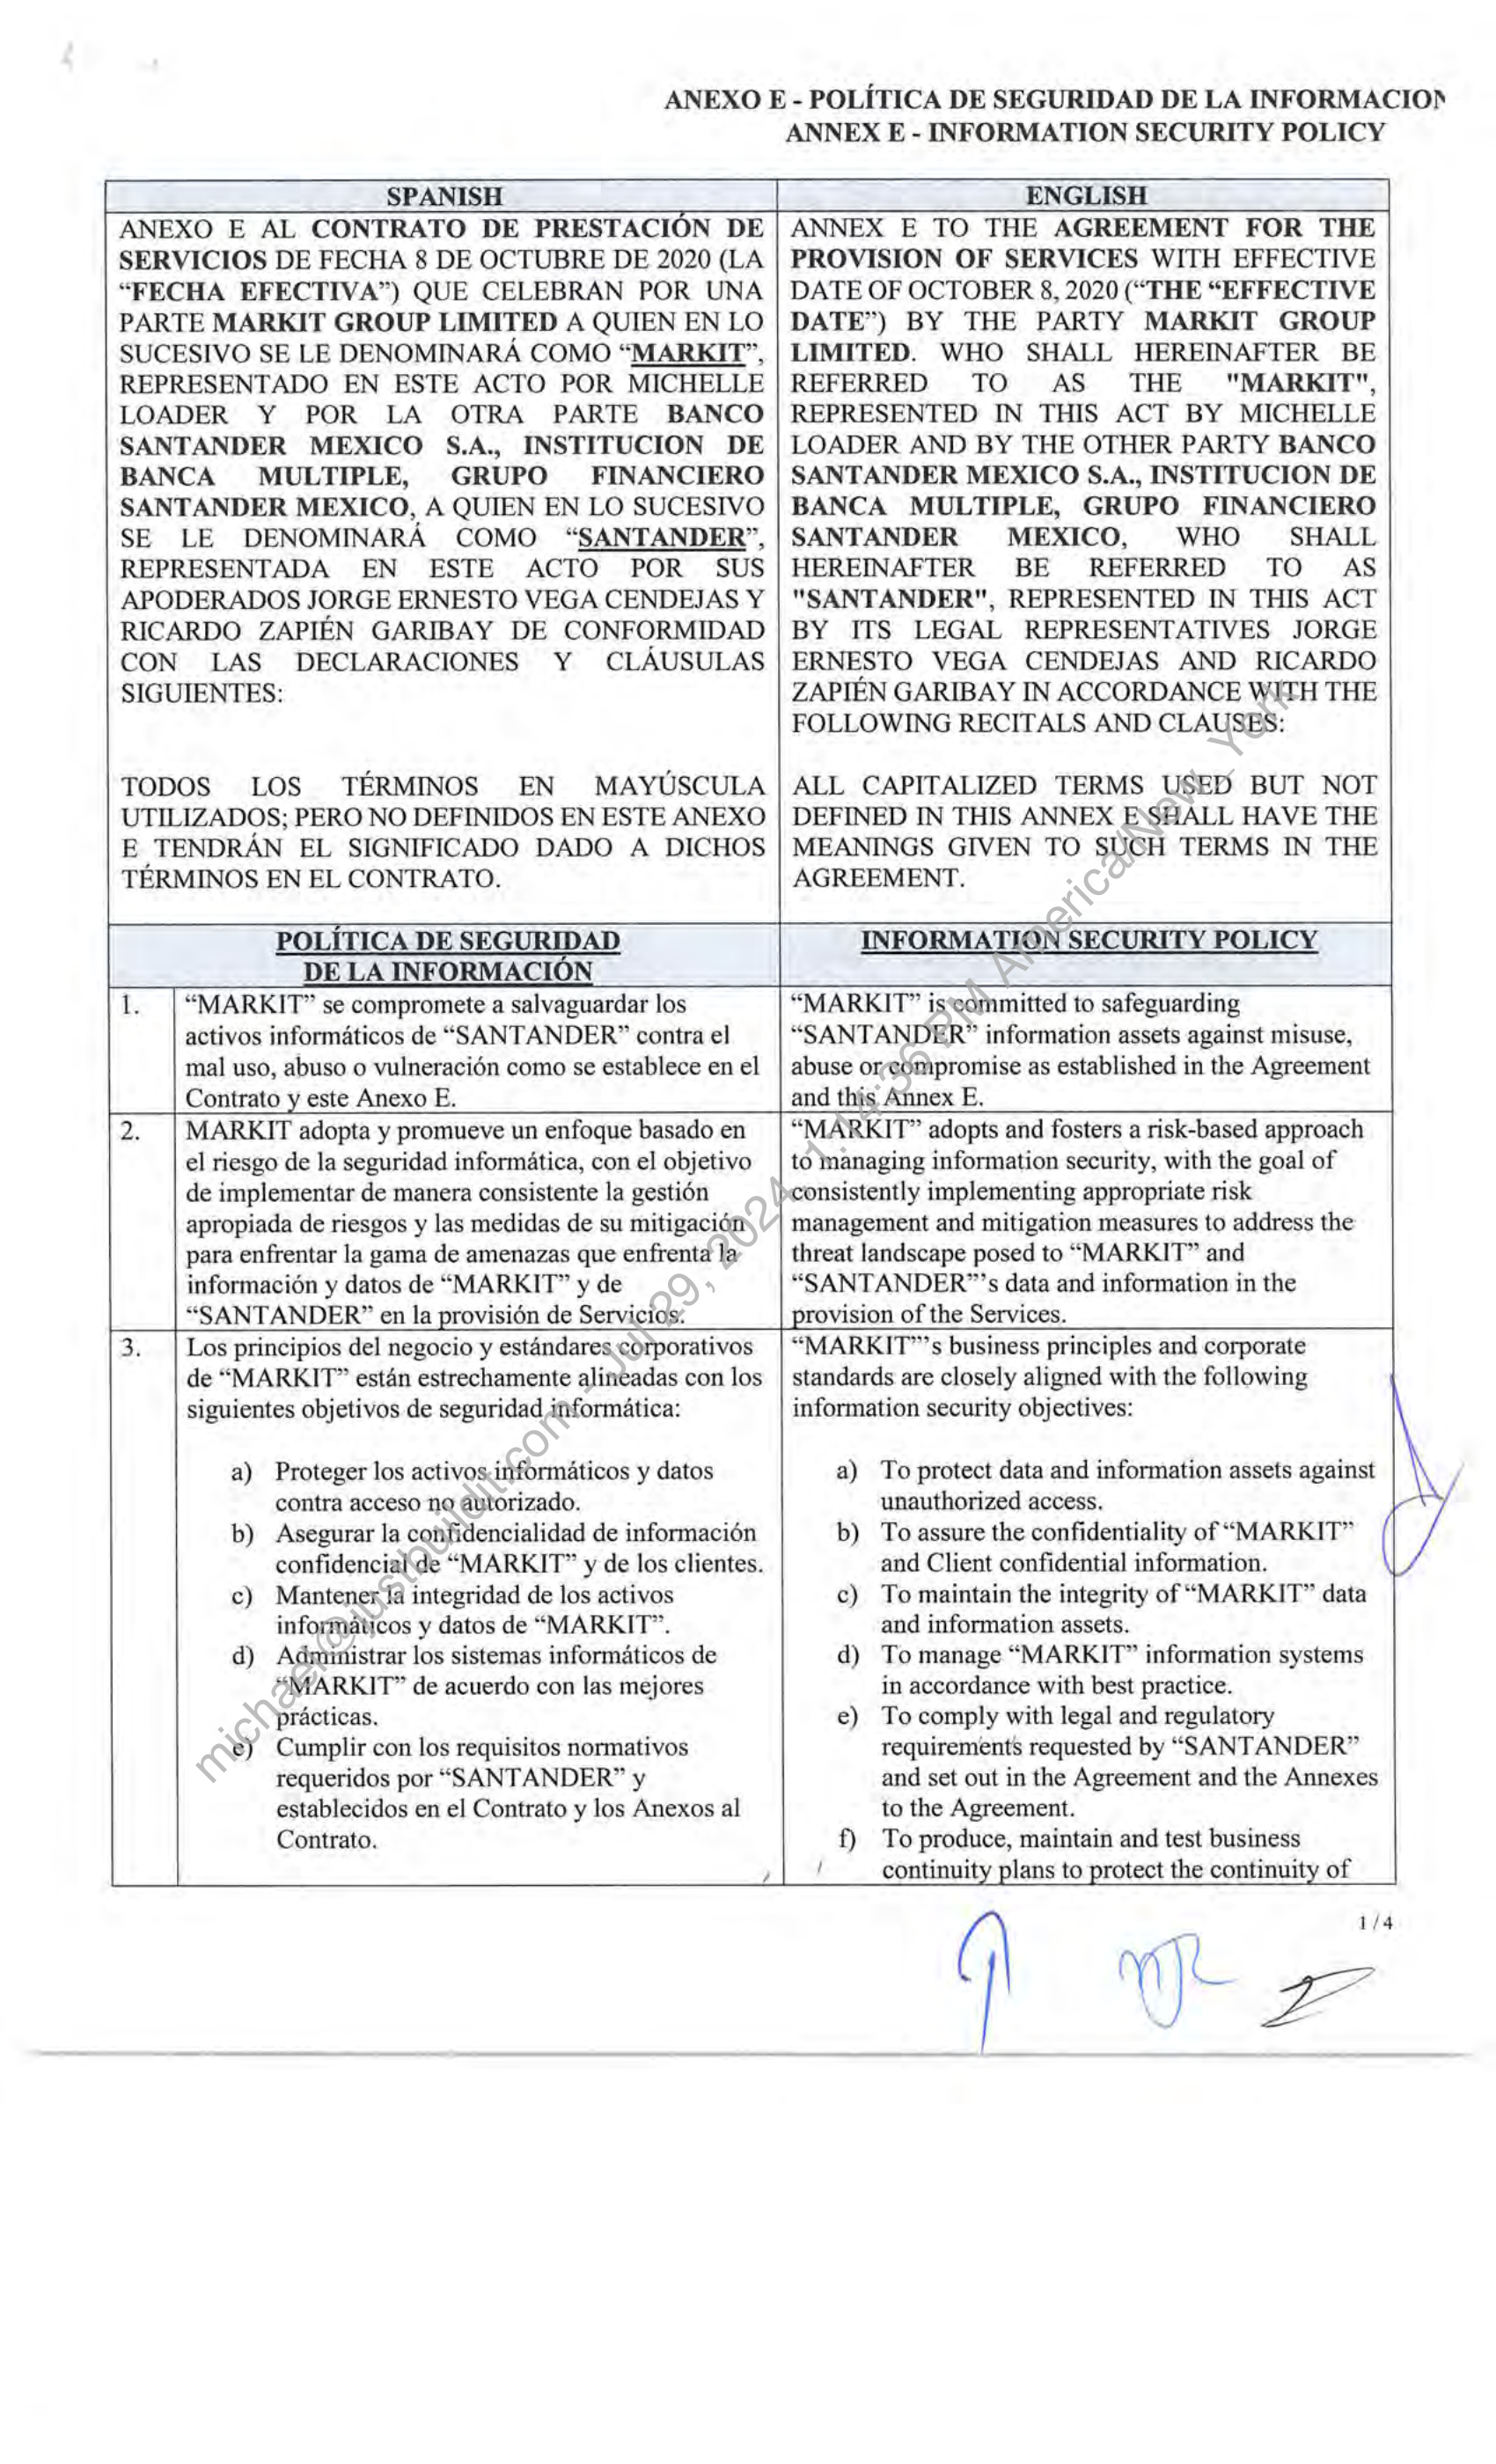 ANEXO E - POLÍTICA DE SEGURIDAD DE LA INFORMACION
ANNEX E - INFORMATION SECURITY POLICY
SPANISH
ANEXO E AL CONTRATO DE PRESTACIÓN DE
SERVICIOS DE FECHA 8 DE OCTUBRE DE 2020 (LA
“FECHA EFECTIVA”) QUE CELEBRAN POR UNA
PARTE MARKIT GROUP LIMITED A QUIEN EN LO
SUCESIVO SE LE DENOMINARÁ COMO “MARKIT”,
REPRESENTADO EN ESTE ACTO POR MICHELLE
LOADER Y POR LA OTRA PARTE BANCO
SANTANDER MEXICO S.A., INSTITUCION DE
BANCA MULTIPLE, GRUPO FINANCIERO
SANTANDER MEXICO, A QUIEN EN LO SUCESIVO
SE LE DENOMINARÁ COMO “SANTANDER”,
REPRESENTADA EN ESTE ACTO POR SUS
APODERADOS JORGE ERNESTO VEGA CENDEJAS Y
RICARDO ZAPIÉN GARIBAY DE CONFORMIDAD
CON LAS DECLARACIONES Y CLÁUSULAS
SIGUIENTES:
TODOS LOS TÉRMINOS EN MAYÚSCULA
UTILIZADOS; PERO NO DEFINIDOS EN ESTE ANEXO
E TENDRÁN EL SIGNIFICADO DADO A DICHOS
TÉRMINOS EN EL CONTRATO.
ENGLISH
ANNEX E TO THE AGREEMENT FOR THE
PROVISION OF SERVICES WITH EFFECTIVE
DATE OF OCTOBER 8, 2020 (“THE “EFFECTIVE
DATE”) BY THE PARTY MARKIT GROUP
LIMITED. WHO SHALL HEREINAFTER BE
REFERRED TO AS THE "MARKIT",
REPRESENTED IN THIS ACT BY MICHELLE
LOADER AND BY THE OTHER PARTY BANCO
SANTANDER MEXICO S.A., INSTITUCION DE
BANCA MULTIPLE, GRUPO FINANCIERO
SANTANDER MEXICO, WHO SHALL
HEREINAFTER BE REFERRED TO AS
"SANTANDER", REPRESENTED IN THIS ACT
BY ITS LEGAL REPRESENTATIVES JORGE
ERNESTO VEGA CENDEJAS AND RICARDO
ZAPIÉN GARIBAY IN ACCORDANCE WITH THE
FOLLOWING RECITALS AND CLAUSES:
ALL CAPITALIZED TERMS USED BUT NOT
DEFINED IN THIS ANNEX E SHALL HAVE THE
MEANINGS GIVEN TO SUCH TERMS IN THE
AGREEMENT.
POLÍTICA DE SEGURIDAD
DE LA INFORMACIÓN
INFORMATION SECURITY POLICY
1.
“MARKIT” se compromete a salvaguardar los
activos informáticos de “SANTANDER” contra el
mal uso, abuso o vulneración como se establece en el
Contrato y este Anexo E.
“MARKIT” is committed to safeguarding
“SANTANDER” information assets against misuse,
abuse or compromise as established in the Agreement
and this Annex E.
2.
MARKIT adopta y promueve un enfoque basado en
el riesgo de la seguridad informática, con el objetivo
de implementar de manera consistente la gestión
apropiada de riesgos y las medidas de su mitigación
para enfrentar la gama de amenazas que enfrenta la
información y datos de “MARKIT” y de
“SANTANDER” en la provisión de Servicios.
“MARKIT” adopts and fosters a risk-based approach
to managing information security, with the goal of
consistently implementing appropriate risk
management and mitigation measures to address the
threat landscape posed to “MARKIT” and
“SANTANDER”’s data and information in the
provision of the Services.
3.
Los principios del negocio y estándares corporativos
de “MARKIT” están estrechamente alineadas con los
siguientes objetivos de seguridad informática:
a) Proteger los activos informáticos y datos
contra acceso no autorizado.
b) Asegurar la confidencialidad de información
confidencial de “MARKIT” y de los clientes.
c) Mantener la integridad de los activos
informáticos y datos de “MARKIT”.
d) Administrar los sistemas informáticos de
“MARKIT” de acuerdo con las mejores
prácticas.
e) Cumplir con los requisitos normativos
requeridos por “SANTANDER” y
establecidos en el Contrato y los Anexos al
Contrato.
“MARKIT”’s business principles and corporate
standards are closely aligned with the following
information security objectives:
a) To protect data and information assets against
unauthorized access.
b) To assure the confidentiality of “MARKIT”
and Client confidential information.
c) To maintain the integrity of “MARKIT” data
and information assets.
d) To manage “MARKIT” information systems
in accordance with best practice.
e) To comply with legal and regulatory
requirements requested by “SANTANDER”
and set out in the Agreement and the Annexes
to the Agreement.
f) To produce, maintain and test business
continuity plans to protect the continuity of
1 / 4
michael@justbuildit.com - Jul 29, 2024, 1:14:36 PM America/New_York